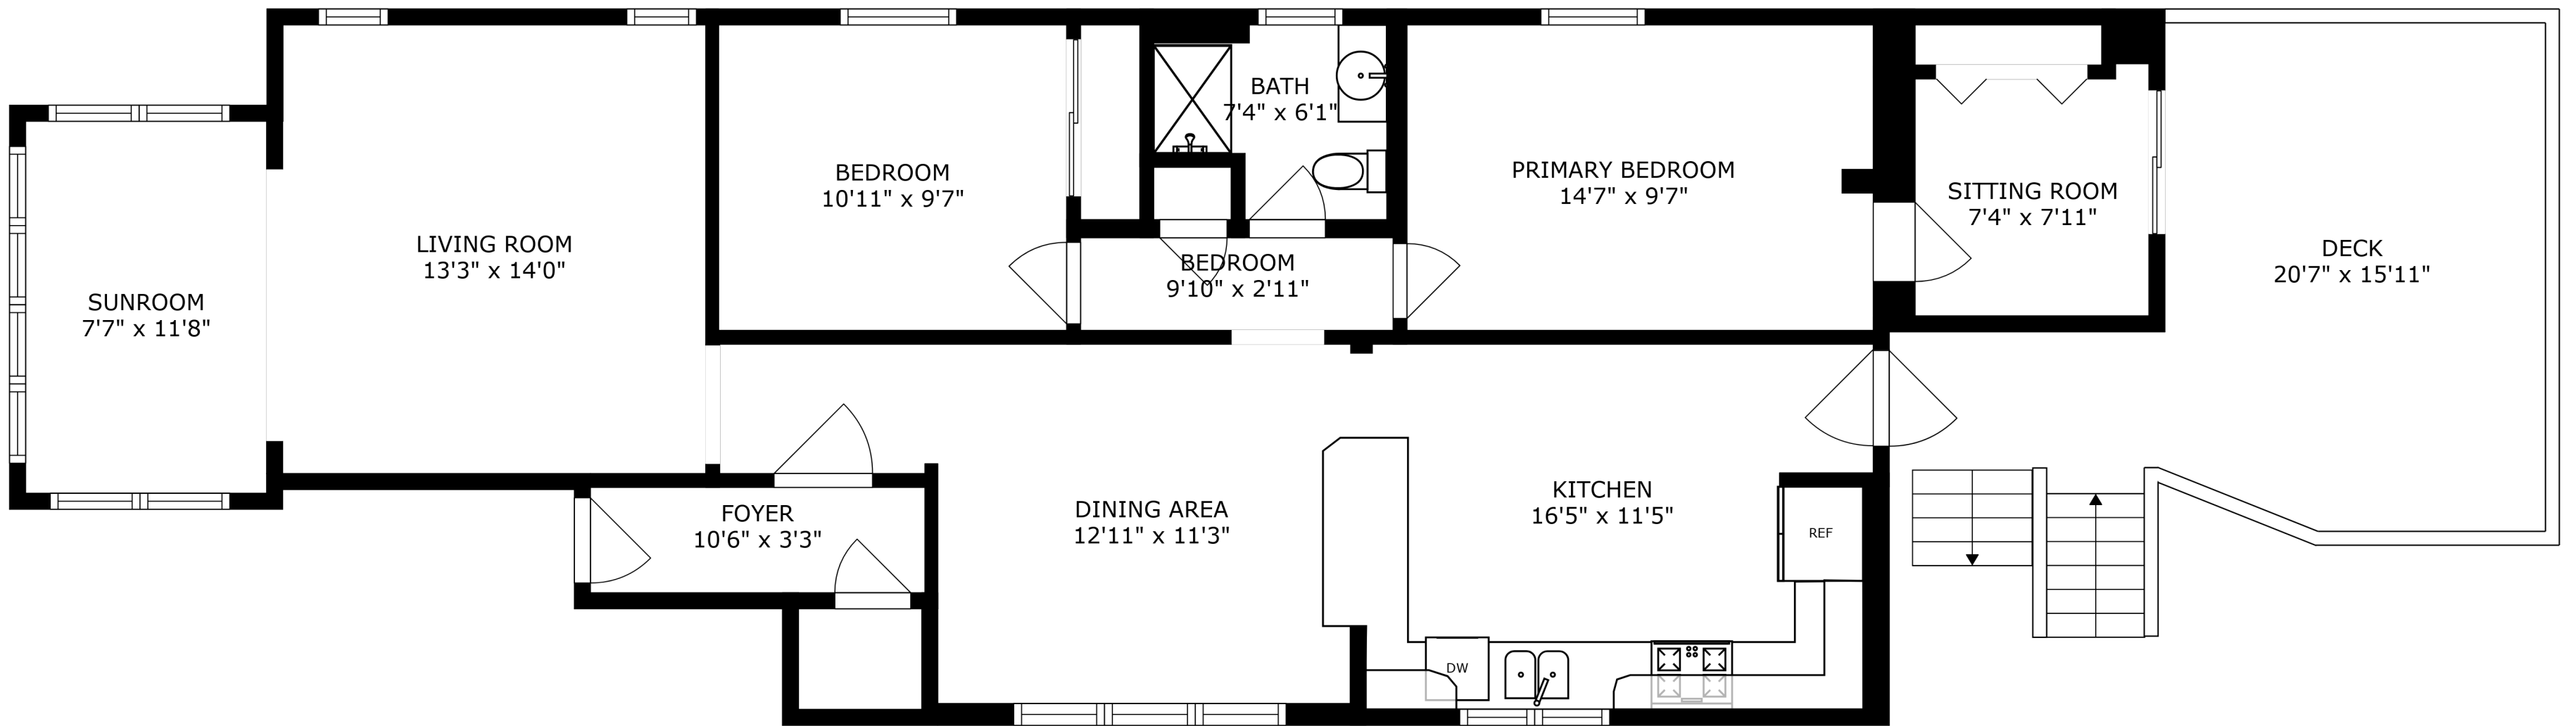 BATH
7'4" x 6'1"
BEDROOM
10'11" x 9'7"
PRIMARY BEDROOM
14'7" x 9'7"
SITTING ROOM
7'4" x 7'11"
LIVING ROOM
13'3" x 14'0"
BEDROOM
9'10" x 2'11"
DECK
20'7" x 15'11"
SUNROOM
7'7" x 11'8"
FOYER
10'6" x 3'3"
DINING AREA
12'11" x 11'3"
KITCHEN
16'5" x 11'5"
REF
DW